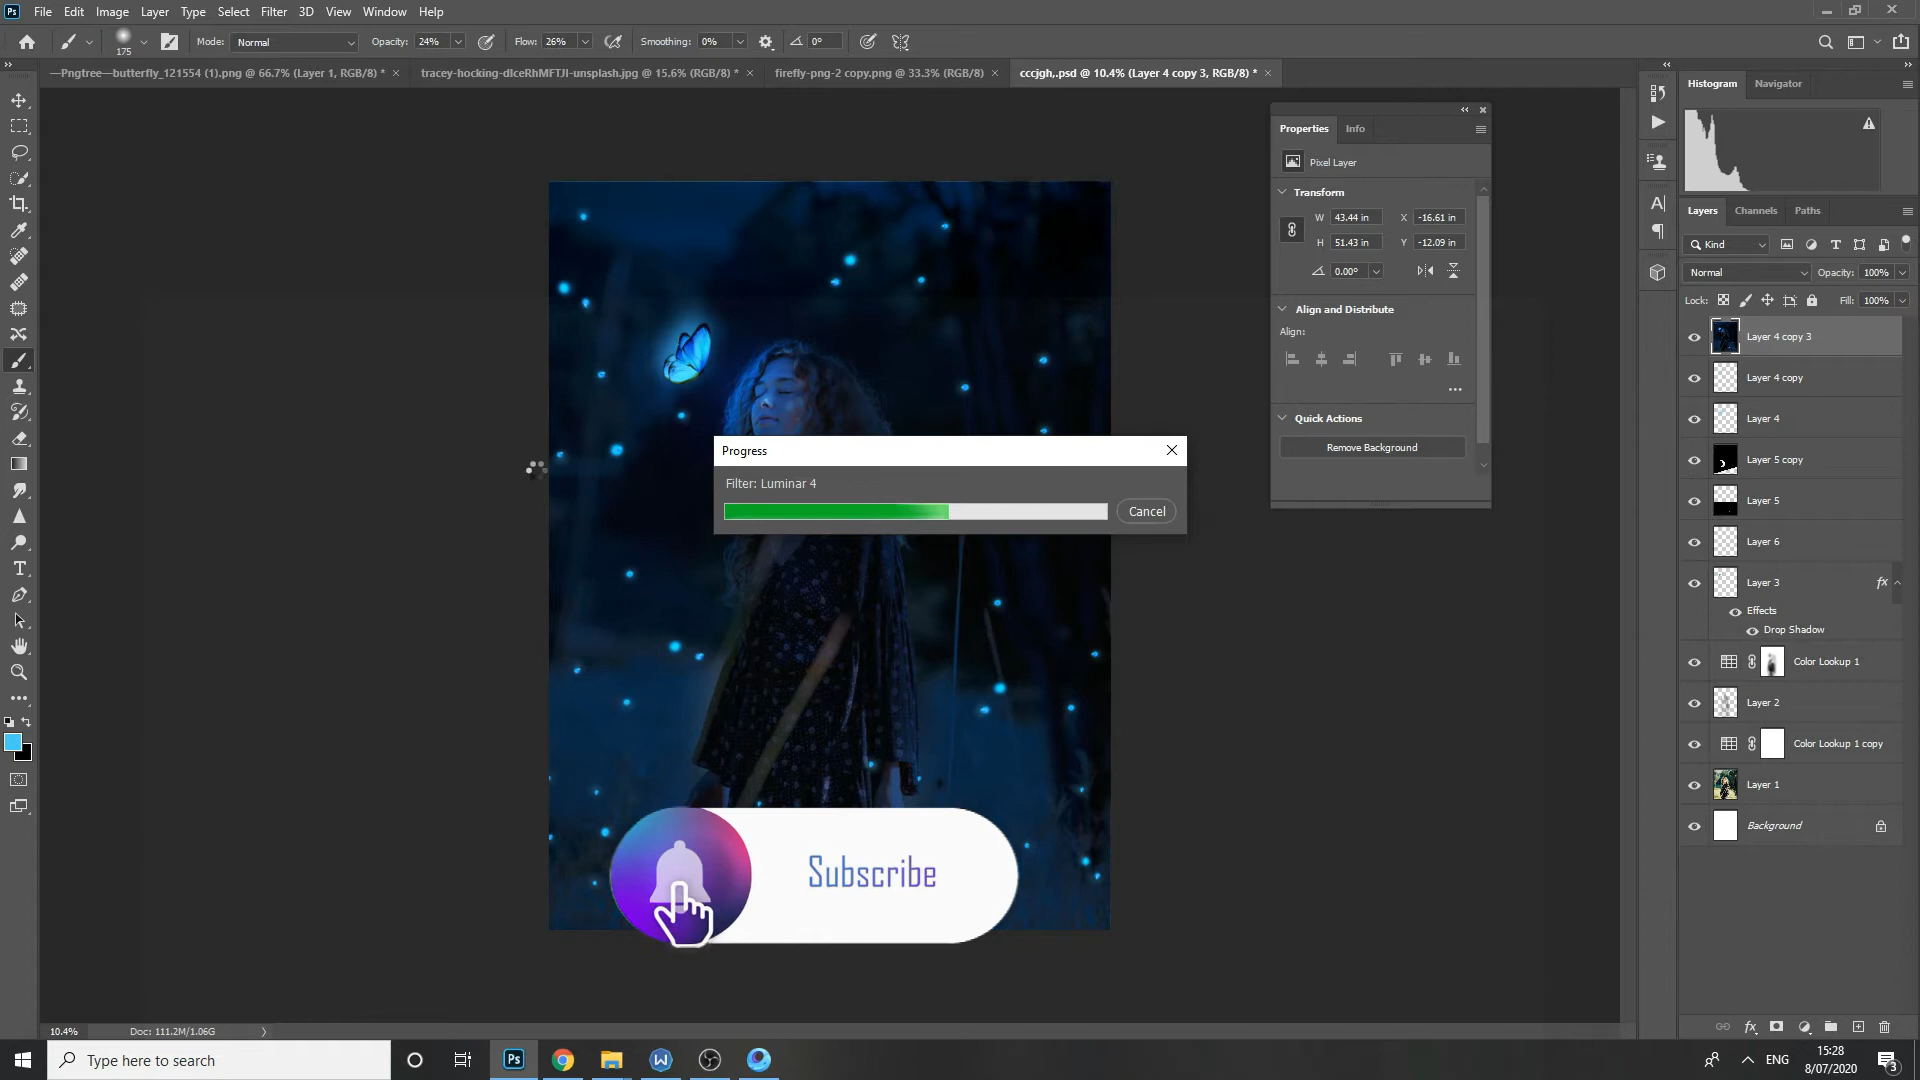 Ps File Edit Image Layer Type Select Filter 3D View Window Help
175 Mode: Normal Opacity: 24% Flow: 26% Smoothing: 0% 0°
—Pngtree—butterfly_121554 (1).png @ 66.7% (Layer 1, RGB/8) * × tracey-hocking-dIceRhMFTJI-unsplash.jpg @ 15.6% (RGB/8) * × firefly-png-2 copy.png @ 33.3% (RGB/8) × cccjgh,.psd @ 10.4% (Layer 4 copy 3, RGB/8) * ×
Histogram Navigator
Properties Info
Pixel Layer
Transform
W 43.44 in X -16.61 in
H 51.43 in Y -12.09 in
0.00°
Align and Distribute
Align:
Quick Actions
Remove Background
Progress
Filter: Luminar 4
Cancel
Subscribe
Layers Channels Paths
Kind
Normal Opacity: 100%
Lock: Fill: 100%
Layer 4 copy 3
Layer 4 copy
Layer 4
Layer 5 copy
Layer 5
Layer 6
Layer 3 fx
Effects
Drop Shadow
Color Lookup 1
Layer 2
Color Lookup 1 copy
Layer 1
Background
10.4% Doc: 111.2M/1.06G
Type here to search
Ps
W
ENG
15:28
8/07/2020
3